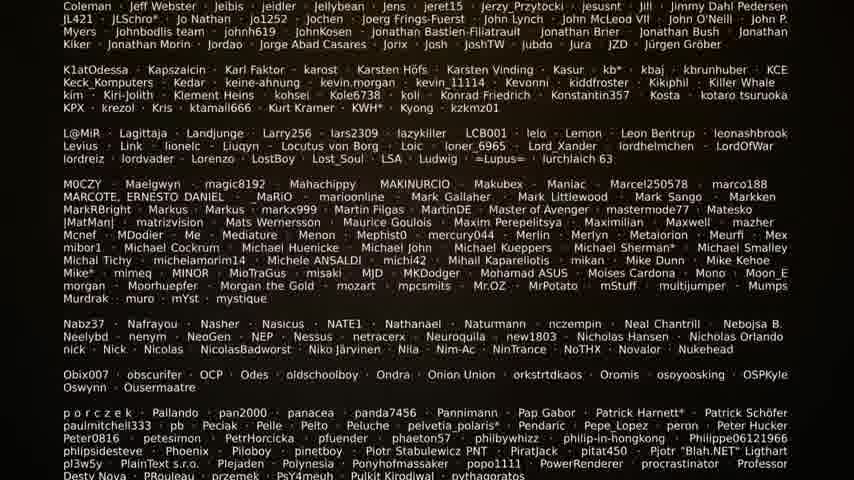 Coleman · Jeff Webster · Jeibis · jeidler · Jellybean · Jens · jeret15 · Jerzy_Przytocki · jesusnt · Jill · Jimmy Dahl Pedersen
JL421 · JLSchro* · Jo Nathan · jo1252 · Jochen · Joerg Frings-Fuerst · John Lynch · John McLeod VII · John O'Neill · John P.
Myers · Johnbodlis team · johnh619 · JohnKosen · Jonathan Bastien-Filiatrault · Jonathan Brier · Jonathan Bush · Jonathan
Kiker · Jonathan Morin · Jordao · Jorge Abad Casares · Jorix · Josh · JoshTW · jubdo · Jura · JZD · Jürgen Gröber
K1atOdessa · Kapszalcin · Karl Faktor · karost · Karsten Höfs · Karsten Vinding · Kasur · kb* · kbaj · kbrunhuber · KCE
Keck_Komputers · Kedar · keine-ahnung · kevin.morgan · kevin_11114 · Kevonni · kiddfroster · Kikiphil · Killer Whale
kim · Kiri-Jolith · Klement Heins · kohsei · Kole6738 · koli · Konrad Friedrich · Konstantin357 · Kosta · kotaro tsuruoka
KPX · krezol · Kris · ktamail666 · Kurt Kramer · KWH* · Kyong · kzkmz01
L@MiR · Lagittaja · Landjunge · Larry256 · lars2309 · lazykiller · LCB001 · lelo · Lemon · Leon Bentrup · leonashbrook
Levius · Link · lionelc · Liuqyn · Locutus von Borg · Loic · loner_6965 · Lord_Xander · lordhelmchen · LordOfWar
lordreiz · lordvader · Lorenzo · LostBoy · Lost_Soul · LSA · Ludwig · =Lupus= · lurchlaich 63
M0CZY · Maelgwyn · magic8192 · Mahachippy · MAKINURCIO · Makubex · Maniac · Marcel250578 · marco188
MARCOTE, ERNESTO DANIEL · _MaRiO · marioonline · Mark Gallaher · Mark Littlewood · Mark Sango · Markken
MarkRBright · Markus · Markus · markx999 · Martin Filgas · MartinDE · Master of Avenger · mastermode77 · Matesko
|MatMan| · matrizvision · Mats Wernersson · Maurice Goulois · Maxim Perepelitsya · Maximilian · Maxwell · mazher
Mcnef · MDodier · Me · Mediature · Menon · Mephist0 · mercury044 · Merlin · Merlyn · Metalorion · Meurfi · Mex
mibor1 · Michael Cockrum · Michael Huenicke · Michael John · Michael Kueppers · Michael Sherman* · Michael Smalley
Michal Tichy · micheiamorin14 · Michele ANSALDI · michi42 · Mihail Kapareliotis · mikan · Mike Dunn · Mike Kehoe
Mike* · mimeq · MINOR · MioTraGus · misaki · MJD · MKDodger · Mohamad ASUS · Moises Cardona · Mono · Moon_E
morgan · Moorhuepfer · Morgan the Gold · mozart · mpcsmits · Mr.OZ · MrPotato · mStuff · multijumper · Mumps
Murdrak · muro · mYst · mystique
Nabz37 · Nafrayou · Nasher · Nasicus · NATE1 · Nathanael · Naturmann · nczempin · Neal Chantrill · Nebojsa B.
Neelybd · nenym · NeoGen · NEP · Nessus · netracerx · Neuroquila · new1803 · Nicholas Hansen · Nicholas Orlando
nick · Nick · Nicolas · NicolasBadworst · Niko Järvinen · Nila · Nim-Ac · NinTrance · NoTHX · Novalor · Nukehead
Obix007 · obscurifer · OCP · Odes · oldschoolboy · Ondra · Onion Union · orkstrtdkaos · Oromis · osoyoosking · OSPKyle
Oswynn · Ousermaatre
p o r c z e k · Pallando · pan2000 · panacea · panda7456 · Pannimann · Pap Gabor · Patrick Harnett* · Patrick Schöfer
paulmitchell333 · pb · Peciak · Pelle · Pelto · Peluche · pelvetia_polaris* · Pendaric · Pepe_Lopez · peron · Peter Hucker
Peter0816 · petesimon · PetrHorcicka · pfuender · phaeton57 · philbywhizz · philip-in-hongkong · Philippe06121966
phlipsidesteve · Phoenix · Piloboy · pinetboy · Piotr Stabulewicz PNT · PiratJack · pitat450 · Pjotr "Blah.NET" Ligthart
pl3w5y · PlainText s.r.o. · Plejaden · Polynesia · Ponyhofmassaker · popo1111 · PowerRenderer · procrastinator · Professor
Desty Nova · PRouleau · przemek · PsY4meuh · Pulkit Kirodiwal · pythagoratos